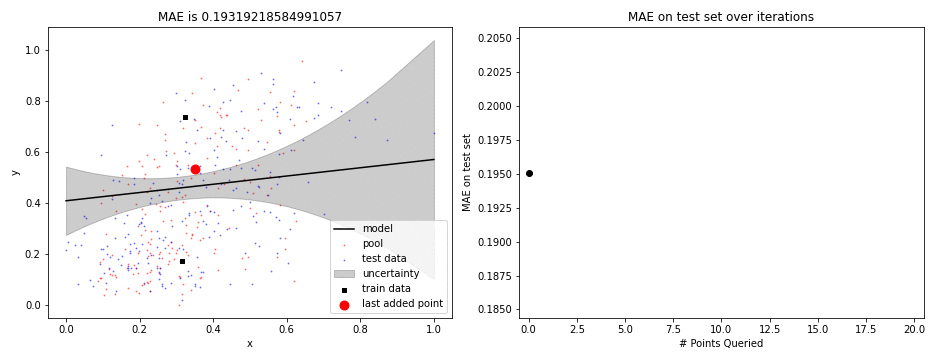 MAE is 0.19319218584991057
1.0
0.8
0.6
0.4
0.2
0.0
y
0.0
0.2
0.4
0.6
0.8
1.0
x
model
pool
test data
uncertainty
train data
last added point
MAE on test set over iterations
0.2050
0.2025
0.2000
0.1975
0.1950
0.1925
0.1900
0.1875
0.1850
MAE on test set
0.0
2.5
5.0
7.5
10.0
12.5
15.0
17.5
20.0
# Points Queried